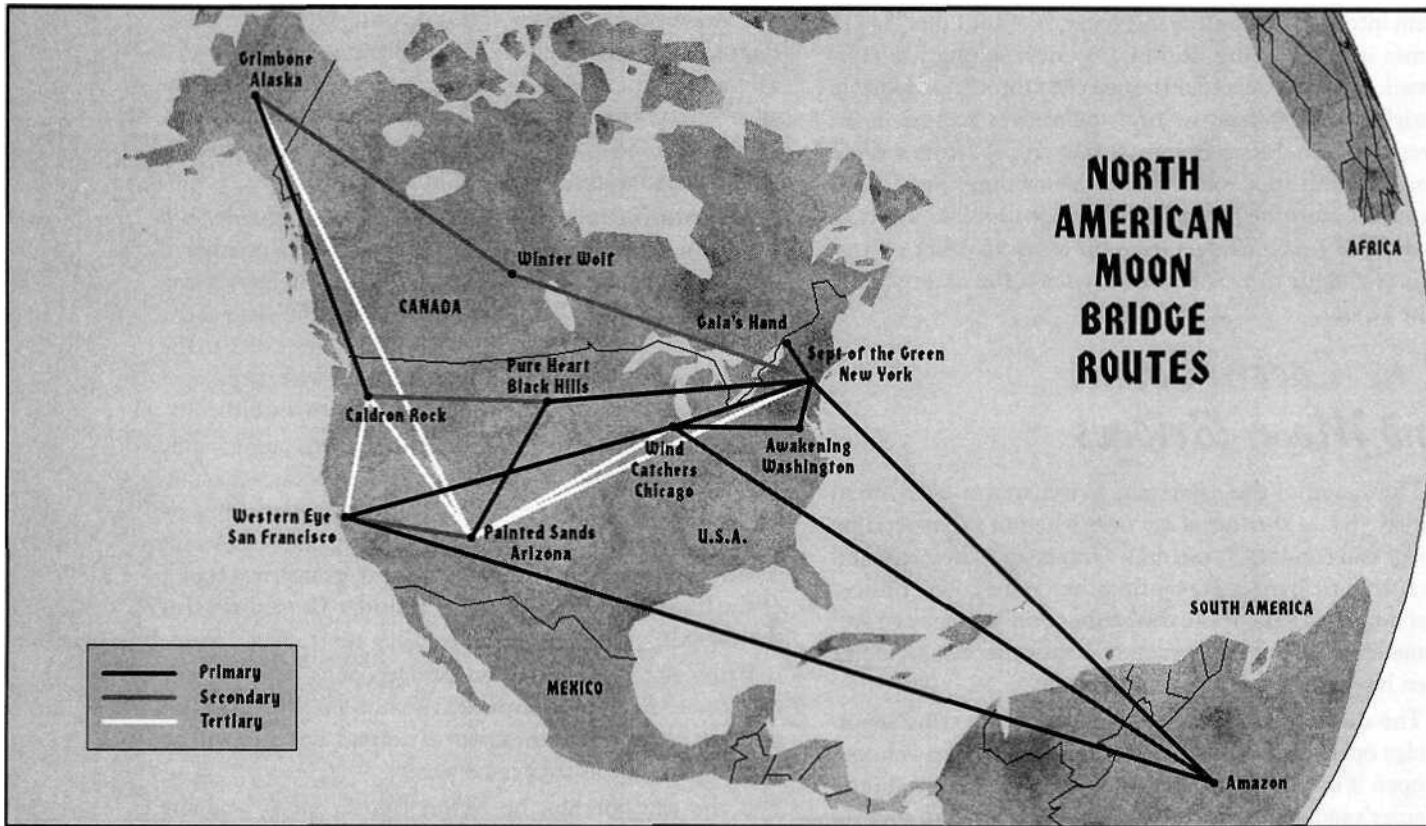 Grimbone
Alaska
NORTH
AMERICAN
MOON
BRIDGE
ROUTES
AFRICA
Winter Wolf
CANADA
Gaia's Hand
Sept of the Green
New York
Pure Heart
Black Hills
Caldron Rock
Wind
Catchers
Chicago
Awakening
Washington
Western Eye
San Francisco
Painted Sands
Arizona
U.S.A.
SOUTH AMERICA
Primary
Secondary
Tertiary
MEXICO
Amazon